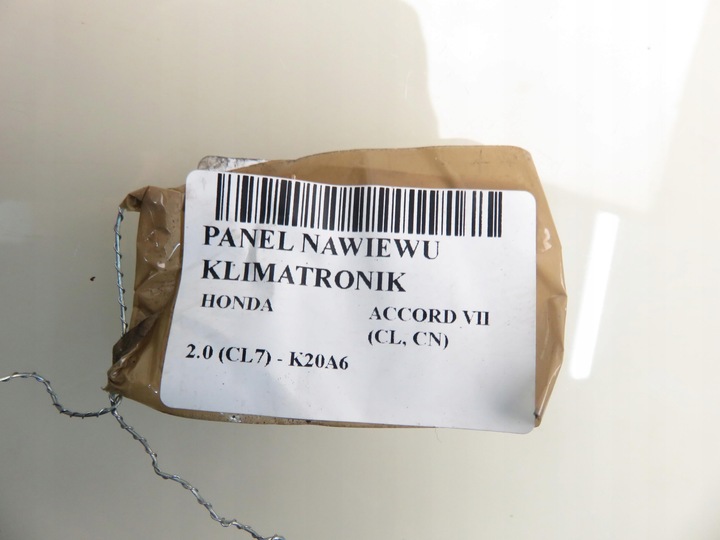 PANEL NAWIEWU
KLIMATRONIK
HONDA
ACCORD VII
(CL, CN)
2.0 (CL7) - K20A6